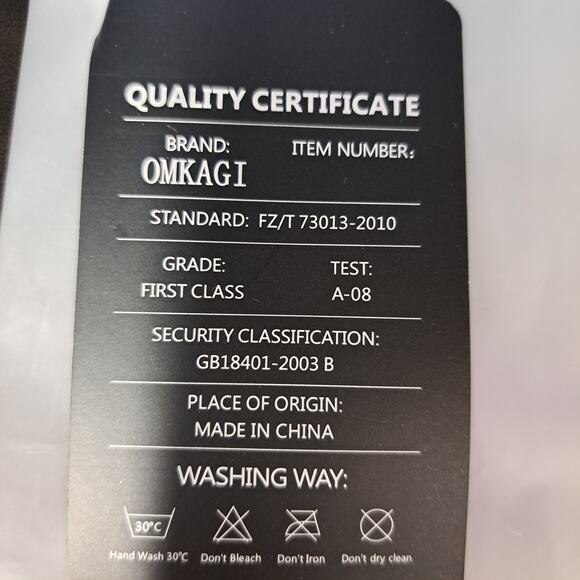 QUALITY CERTIFICATE
BRAND: ITEM NUMBER:
OMKAGI
STANDARD: FZ/T 73013-2010
GRADE: TEST:
FIRST CLASS A-08
SECURITY CLASSIFICATION:
GB18401-2003 B
PLACE OF ORIGIN:
MADE IN CHINA
WASHING WAY:
30°C
Hand Wash 30°C Don't Bleach Don't Iron Don't dry clean